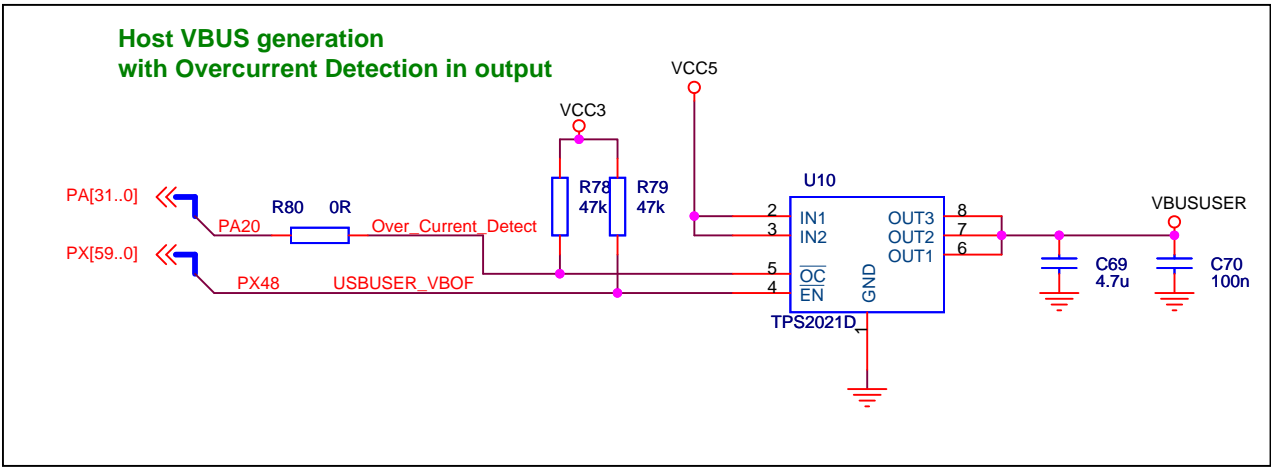 Host VBUS generation
with Overcurrent Detection in output
VCC5
VCC3
R78
47k
R79
47k
U10
PA[31..0]
R80 0R
PA20
Over_Current_Detect
PX[59..0]
PX48
USBUSER_VBOF
2 IN1
3 IN2
5 OC
4 EN
GND
1
OUT3 8
OUT2 7
OUT1 6
TPS2021D
VBUSUSER
C69
4.7u
C70
100n